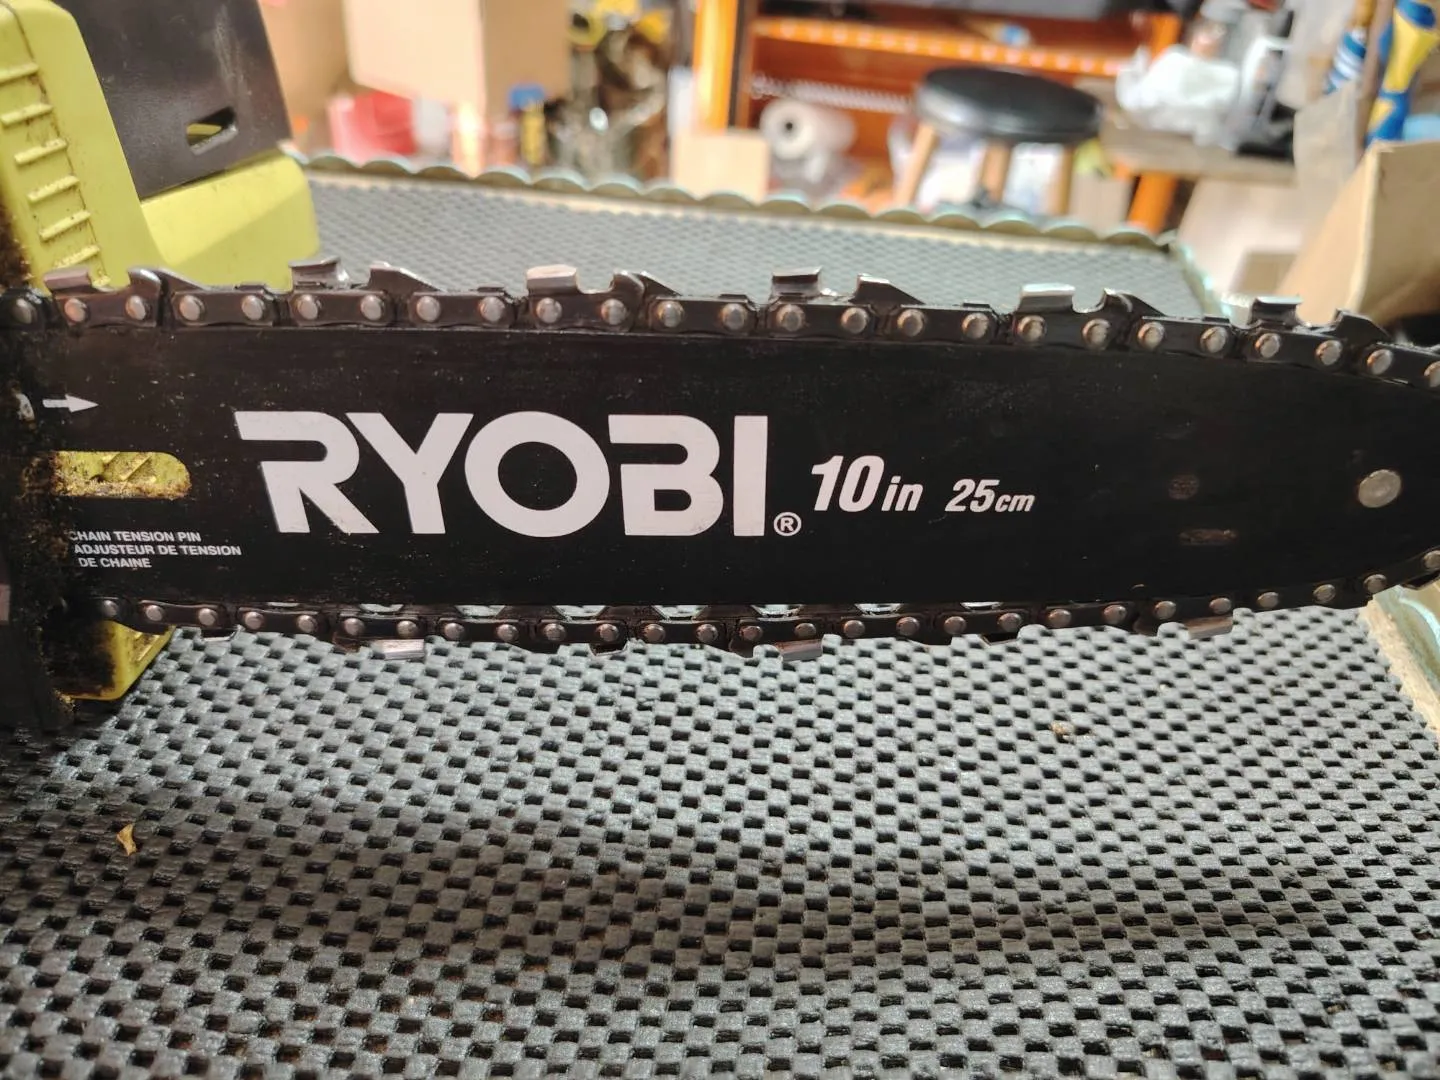 RYOBI® 10in 25cm
CHAIN TENSION PIN
ADJUSTEUR DE TENSION
DE CHAINE